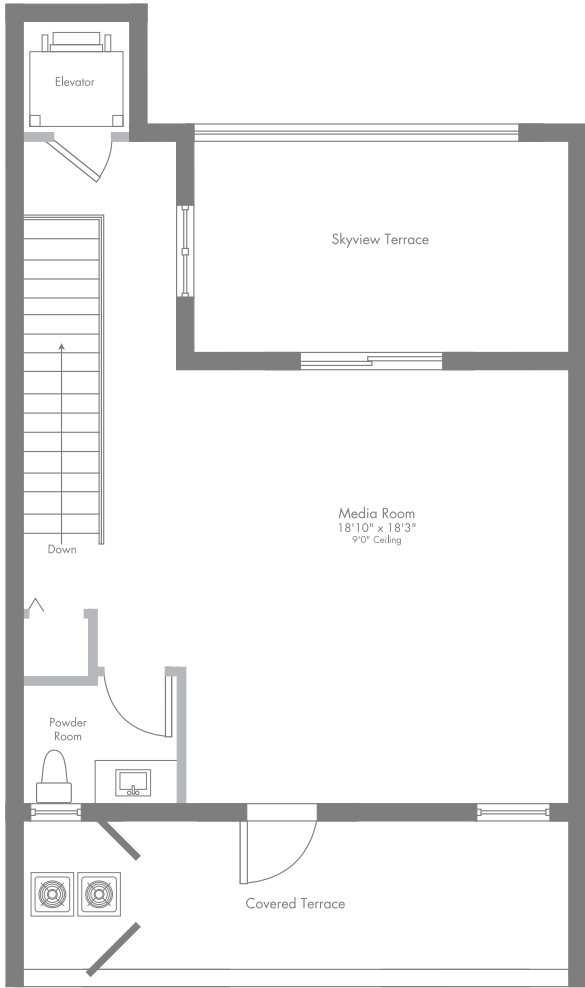 Elevator
Skyview Terrace
Media Room
18'10" x 18'3"
9'0" Ceiling
Down
Powder
Room
Covered Terrace